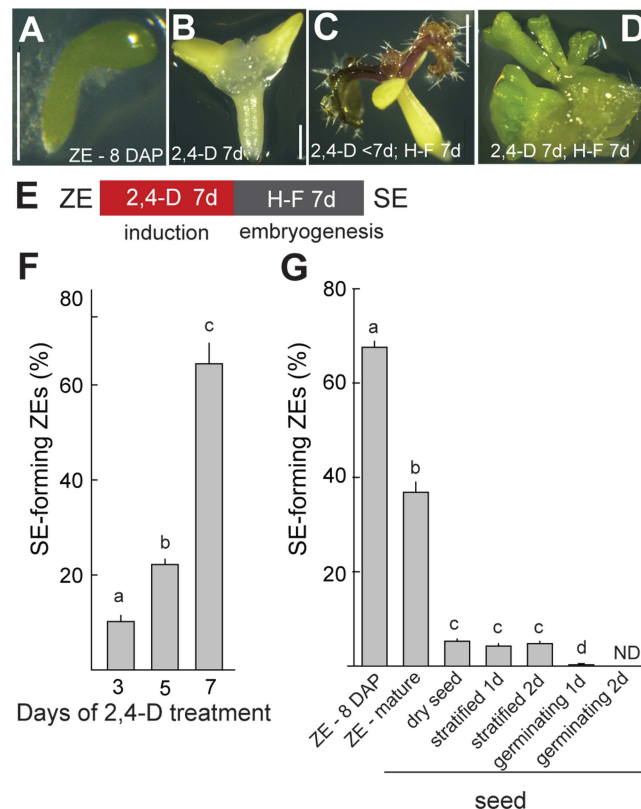 A
ZE - 8 DAP
B
2,4-D 7d
C
2,4-D <7d; H-F 7d
D
2,4-D 7d; H-F 7d
E ZE 2,4-D 7d H-F 7d SE
induction embryogenesis
F
SE-forming ZEs (%)
80
60
40
20
a
b
c
3 5 7
Days of 2,4-D treatment
G
SE-forming ZEs (%)
80
60
40
20
a
b
c
c
c
d
ND
ZE - 8 DAP
ZE - mature
dry seed
stratified 1d
stratified 2d
germinating 1d
germinating 2d
seed